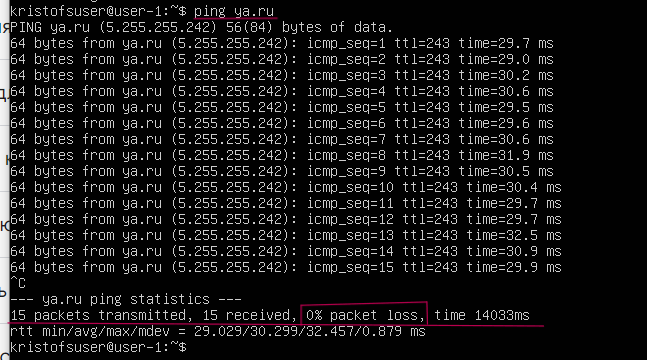 kristofsuser@user-1:~$ ping ya.ru
PING ya.ru (5.255.255.242) 56(84) bytes of data.
64 bytes from ya.ru (5.255.255.242): icmp_seq=1 ttl=243 time=29.7 ms
64 bytes from ya.ru (5.255.255.242): icmp_seq=2 ttl=243 time=29.0 ms
64 bytes from ya.ru (5.255.255.242): icmp_seq=3 ttl=243 time=30.2 ms
64 bytes from ya.ru (5.255.255.242): icmp_seq=4 ttl=243 time=30.6 ms
64 bytes from ya.ru (5.255.255.242): icmp_seq=5 ttl=243 time=29.5 ms
64 bytes from ya.ru (5.255.255.242): icmp_seq=6 ttl=243 time=29.6 ms
64 bytes from ya.ru (5.255.255.242): icmp_seq=7 ttl=243 time=30.6 ms
64 bytes from ya.ru (5.255.255.242): icmp_seq=8 ttl=243 time=31.9 ms
64 bytes from ya.ru (5.255.255.242): icmp_seq=9 ttl=243 time=30.5 ms
64 bytes from ya.ru (5.255.255.242): icmp_seq=10 ttl=243 time=30.4 ms
64 bytes from ya.ru (5.255.255.242): icmp_seq=11 ttl=243 time=29.7 ms
64 bytes from ya.ru (5.255.255.242): icmp_seq=12 ttl=243 time=29.7 ms
64 bytes from ya.ru (5.255.255.242): icmp_seq=13 ttl=243 time=32.5 ms
64 bytes from ya.ru (5.255.255.242): icmp_seq=14 ttl=243 time=30.9 ms
64 bytes from ya.ru (5.255.255.242): icmp_seq=15 ttl=243 time=29.9 ms
^C
--- ya.ru ping statistics ---
15 packets transmitted, 15 received, 0% packet loss, time 14033ms
rtt min/avg/max/mdev = 29.029/30.299/32.457/0.879 ms
kristofsuser@user-1:~$